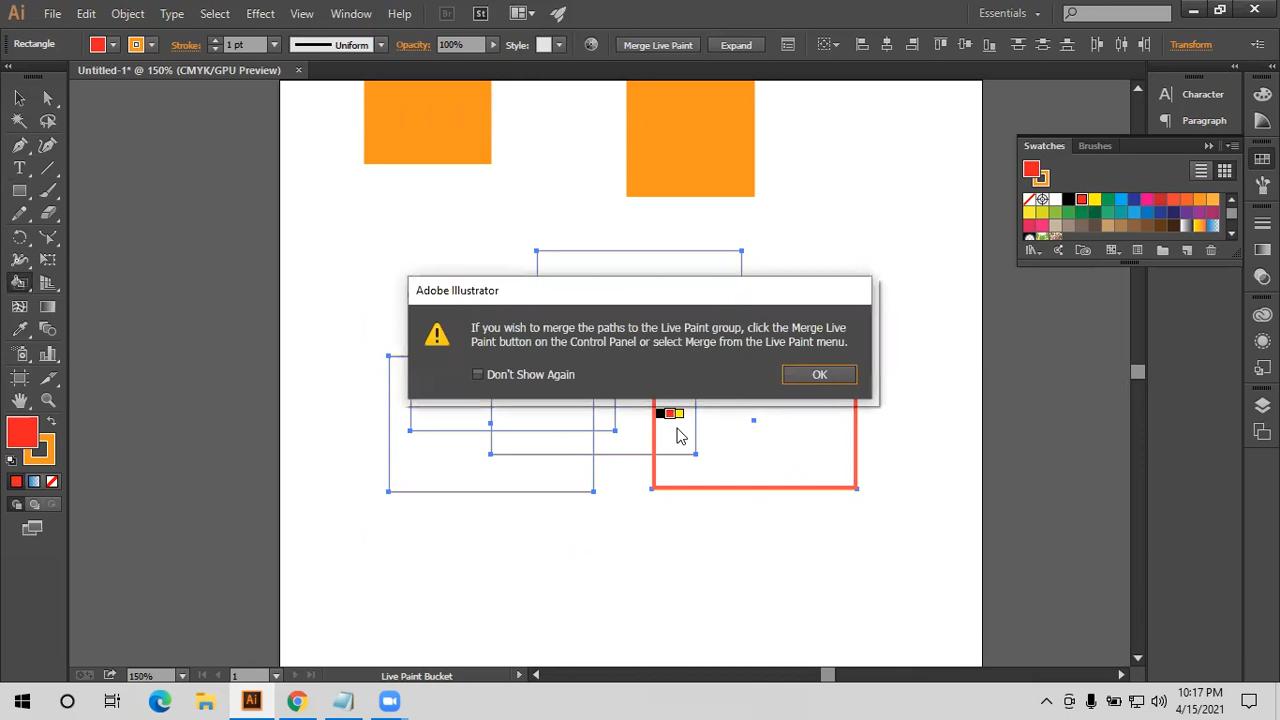 Ai File Edit Object Type Select Effect View Window Help Br St Essentials
Rectangle Stroke: 1 pt Uniform Opacity: 100% Style: Merge Live Paint Expand Transform
Untitled-1* @ 150% (CMYK/GPU Preview)
Character
Paragraph
Swatches Brushes
Adobe Illustrator
If you wish to merge the paths to the Live Paint group, click the Merge Live
Paint button on the Control Panel or select Merge from the Live Paint menu.
Don't Show Again OK
150% 1 Live Paint Bucket
Ai 10:17 PM
4/15/2021